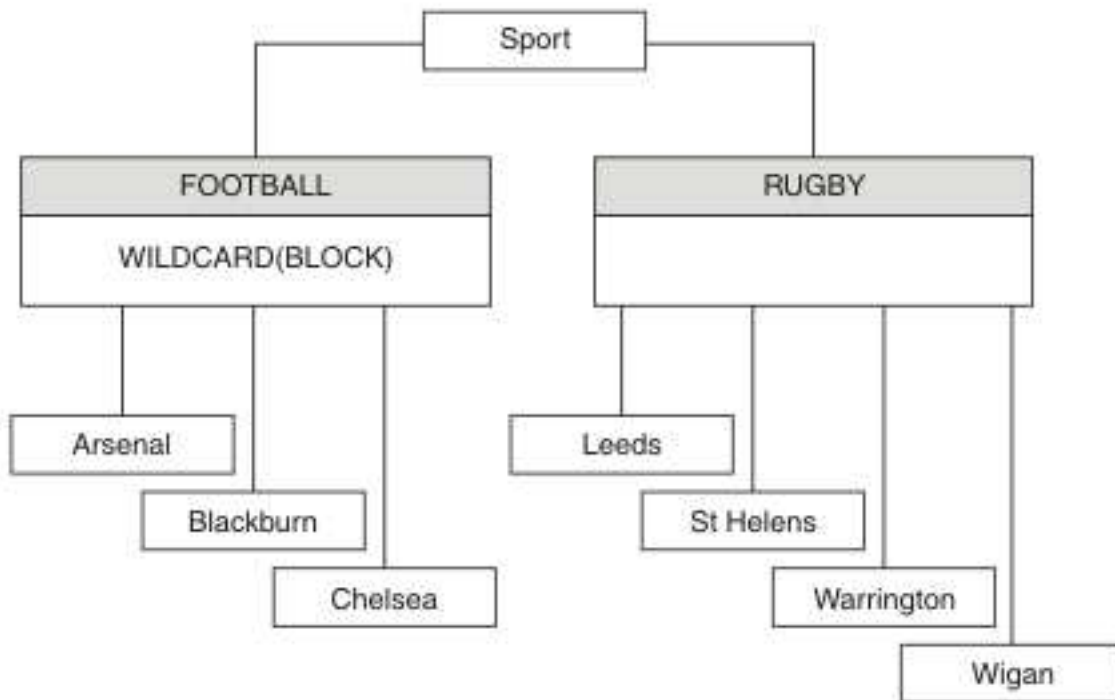 Sport
FOOTBALL
RUGBY
WILDCARD(BLOCK)
Arsenal
Leeds
Blackburn
St Helens
Chelsea
Warrington
Wigan